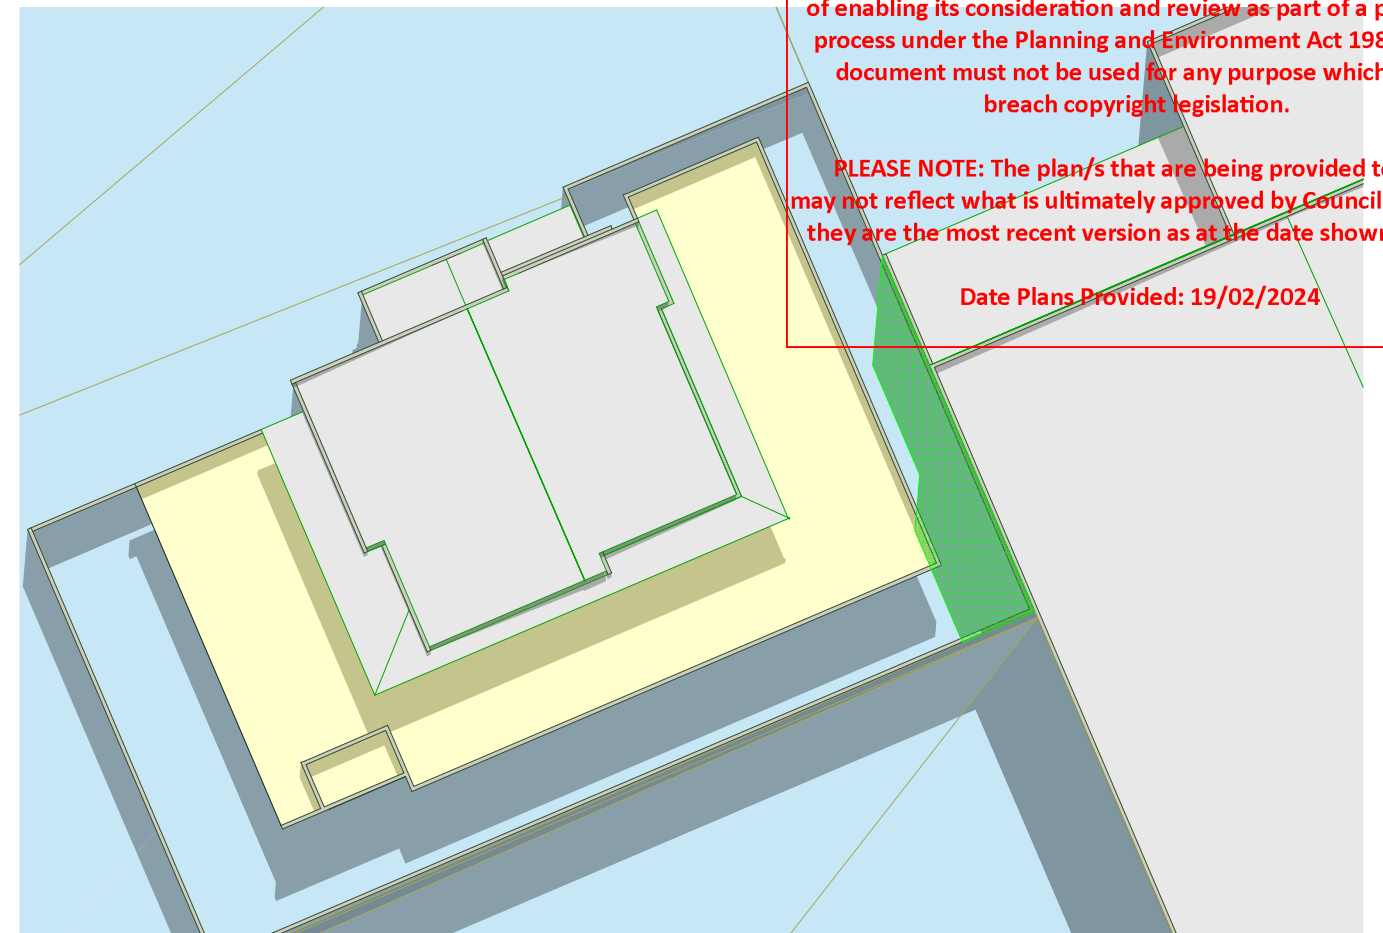 of enabling its consideration and review as part of a p
process under the Planning and Environment Act 198
document must not be used for any purpose which
breach copyright legislation.
PLEASE NOTE: The plan/s that are being provided t
may not reflect what is ultimately approved by Council
they are the most recent version as at the date show
Date Plans Provided: 19/02/2024